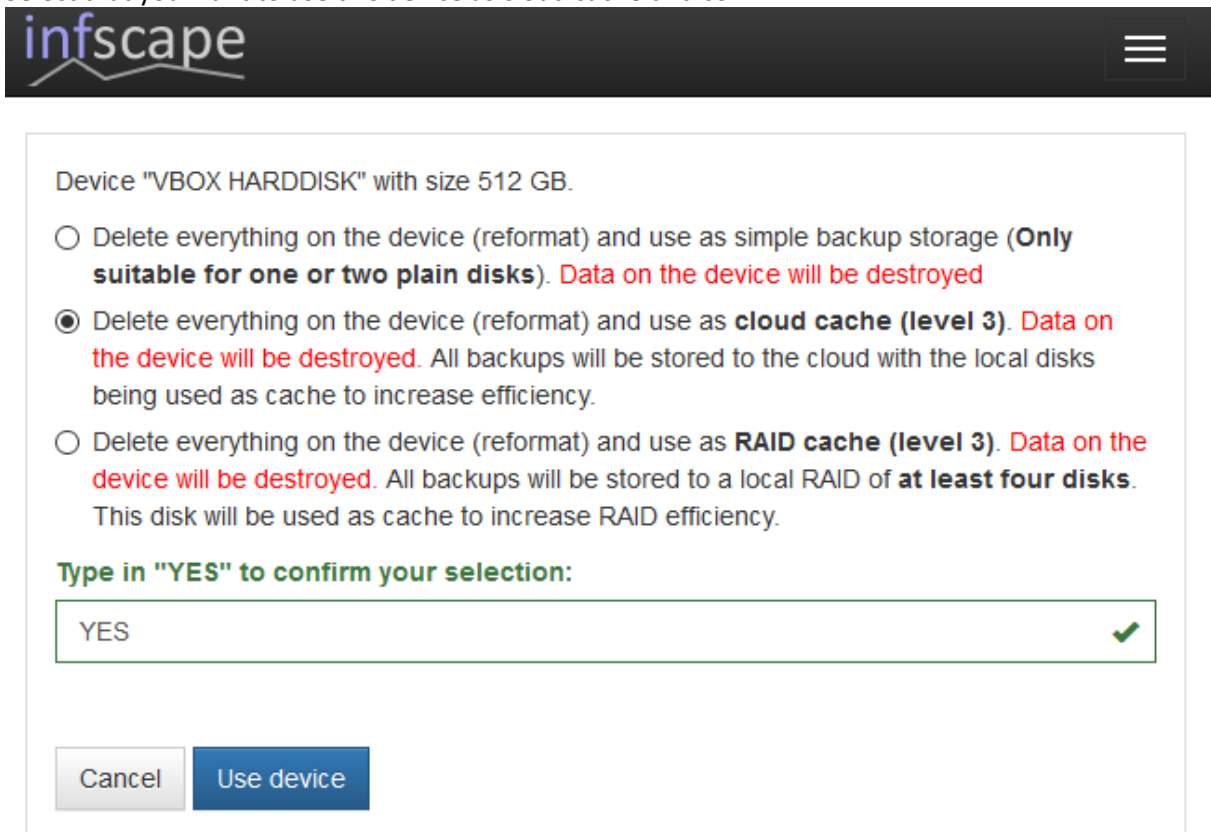 infscape
Device "VBOX HARDDISK" with size 512 GB.
Delete everything on the device (reformat) and use as simple backup storage (Only
suitable for one or two plain disks). Data on the device will be destroyed
Delete everything on the device (reformat) and use as cloud cache (level 3). Data on
the device will be destroyed. All backups will be stored to the cloud with the local disks
being used as cache to increase efficiency.
Delete everything on the device (reformat) and use as RAID cache (level 3). Data on the
device will be destroyed. All backups will be stored to a local RAID of at least four disks.
This disk will be used as cache to increase RAID efficiency.
Type in "YES" to confirm your selection:
YES
Cancel Use device